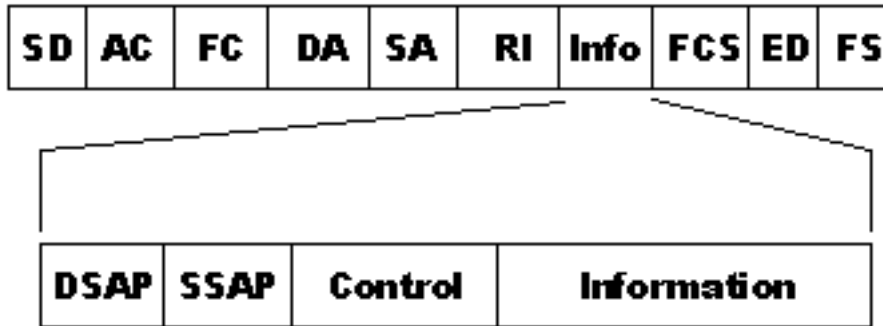 SD AC FC DA SA RI Info FCS ED FS
DSAP SSAP Control Information